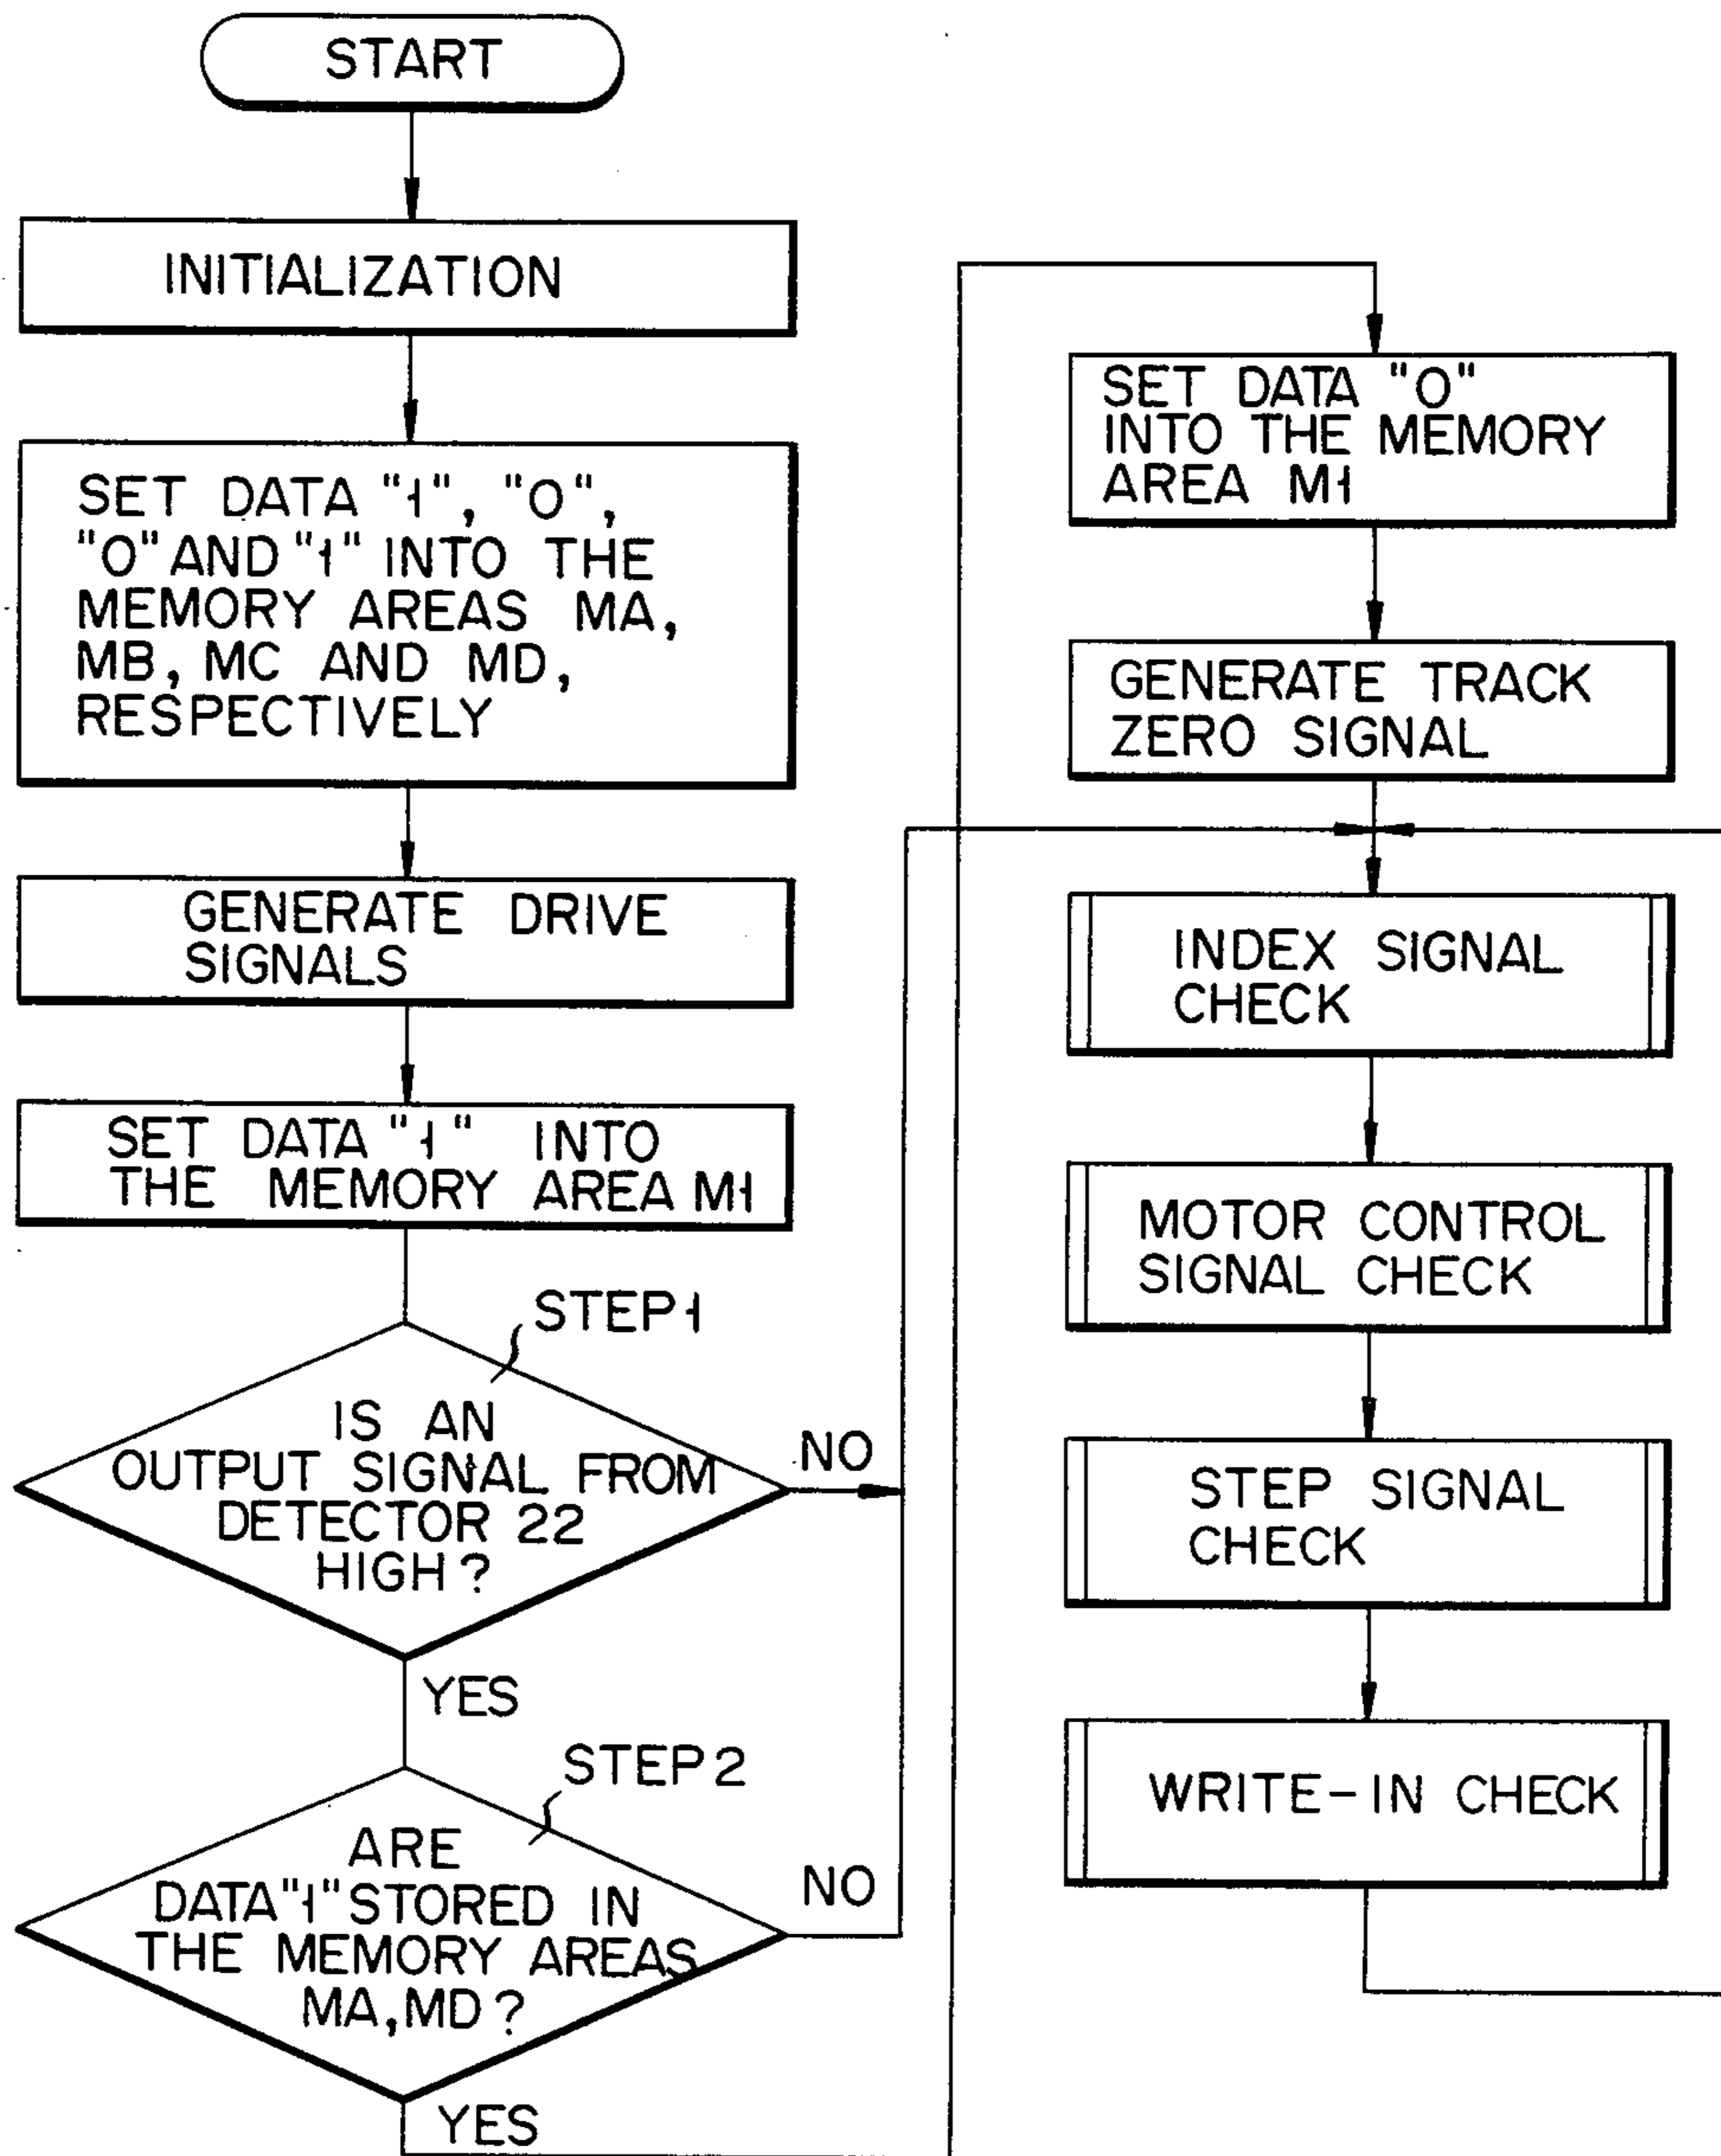 START
INITIALIZATION
SET DATA "1", "0",
"0" AND "1" INTO THE
MEMORY AREAS MA,
MB, MC AND MD,
RESPECTIVELY
GENERATE DRIVE
SIGNALS
SET DATA "1" INTO
THE MEMORY AREA M1
STEP 1
IS AN
OUTPUT SIGNAL FROM
DETECTOR 22
HIGH?
NO
YES
STEP 2
ARE
DATA "1" STORED IN
THE MEMORY AREAS
MA, MD?
NO
YES
SET DATA "0"
INTO THE MEMORY
AREA M1
GENERATE TRACK
ZERO SIGNAL
INDEX SIGNAL
CHECK
MOTOR CONTROL
SIGNAL CHECK
STEP SIGNAL
CHECK
WRITE-IN CHECK